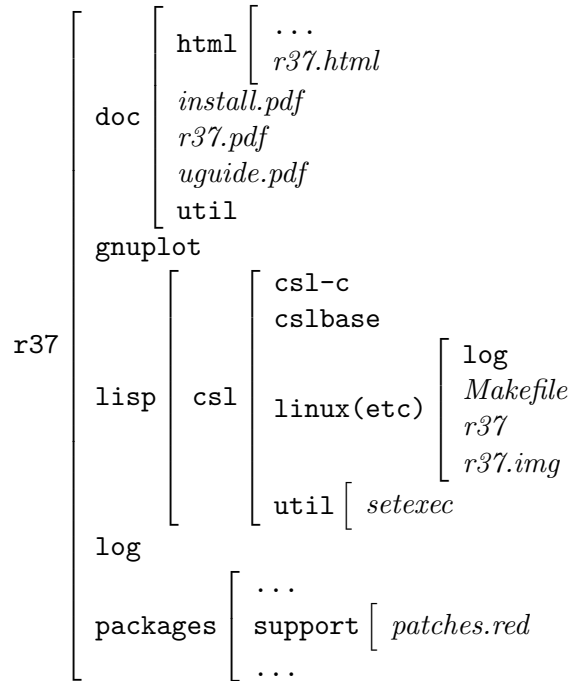 ...
html
r37.html
install.pdf
doc
r37.pdf
uguide.pdf
util
gnuplot
csl-c
cslbase
r37
log
lisp csl linux(etc) Makefile
r37
r37.img
util setexec
log
...
packages support patches.red
...